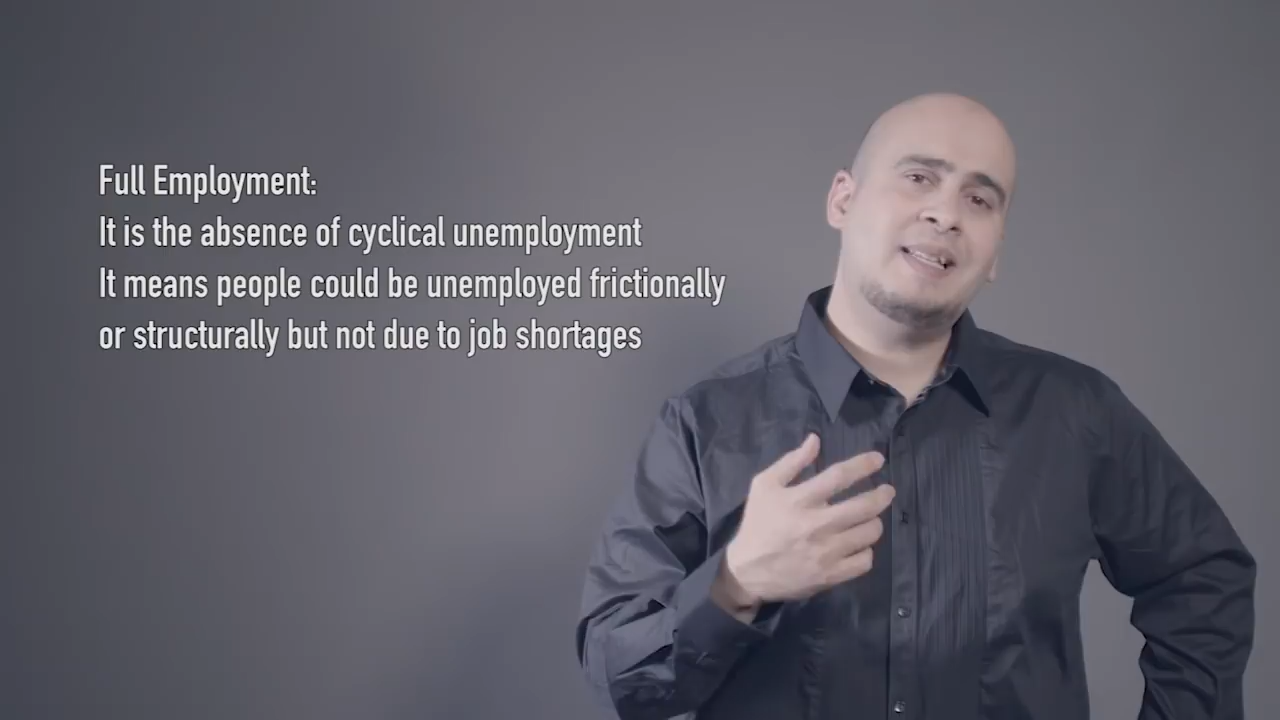 Full Employment:
It is the absence of cyclical unemployment
It means people could be unemployed frictionally
or structurally but not due to job shortages